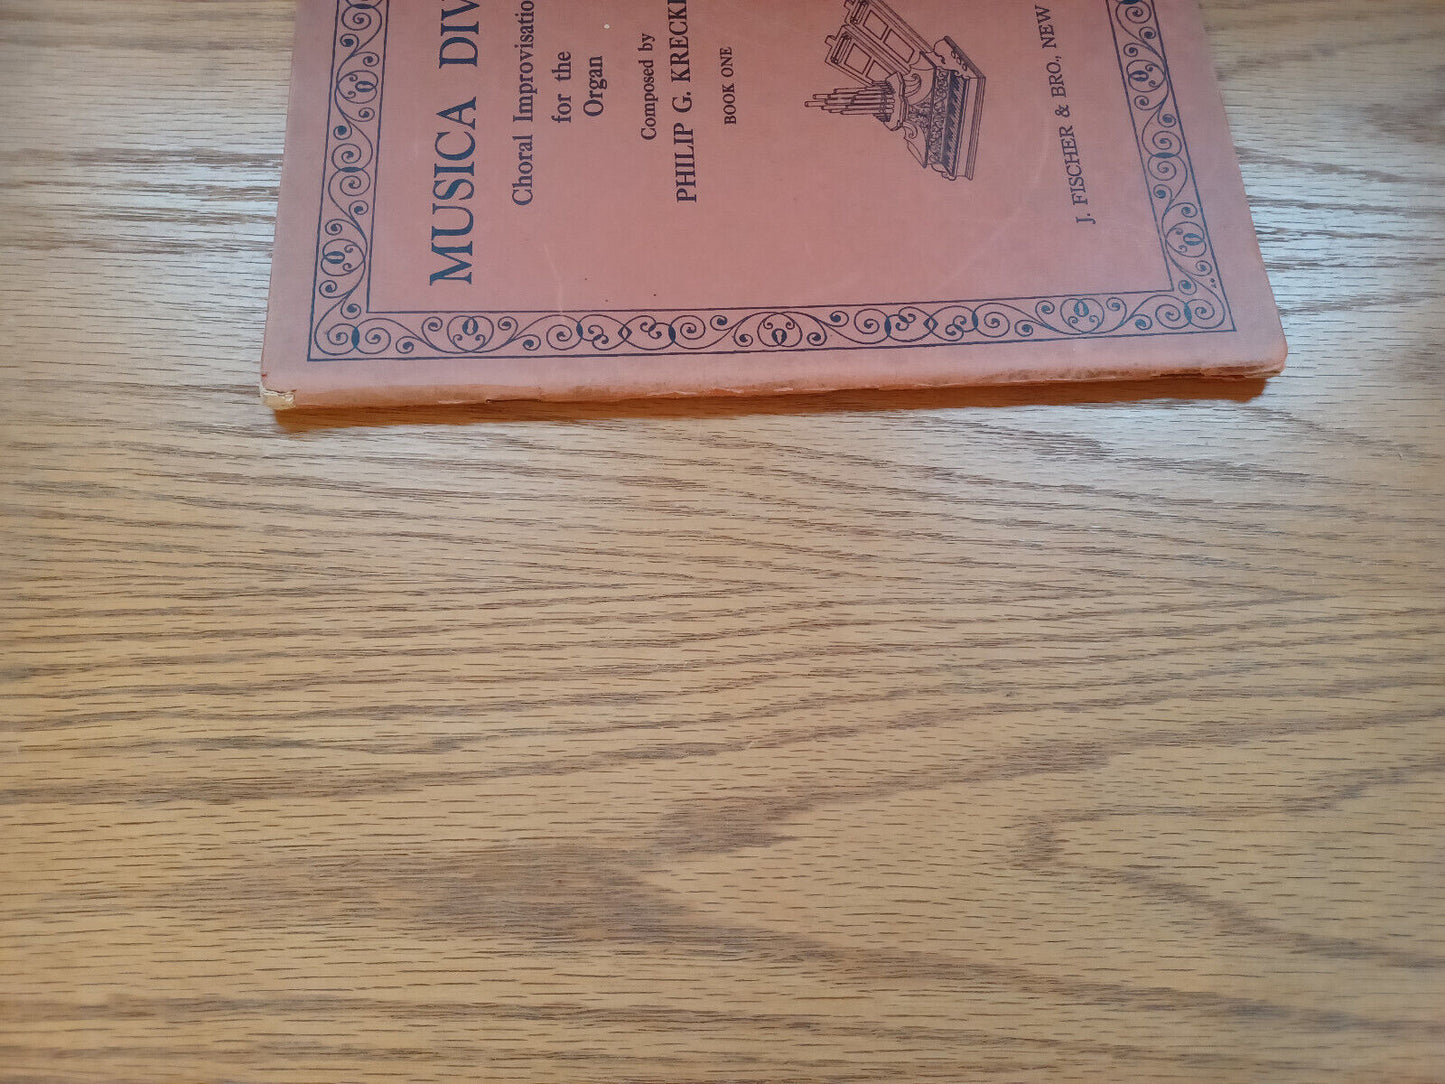 MUSICA DIV
Choral Improvisatio
for the
Organ
Composed by
PHILIP G. KRECK
BOOK ONE
J. FISCHER & BRO., NEW